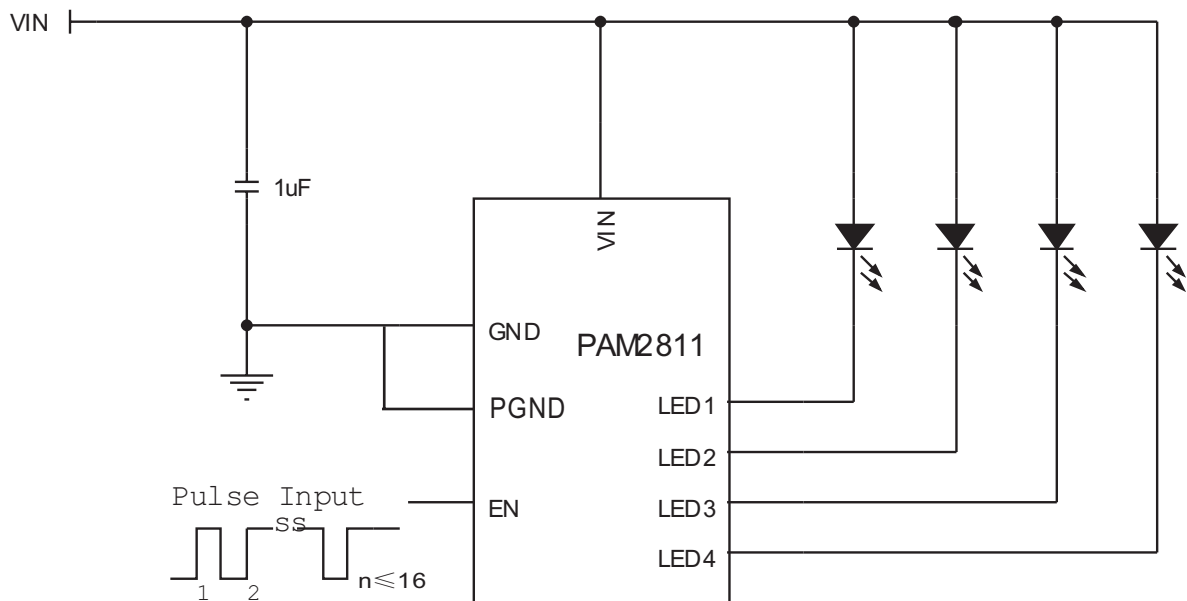 VIN
1uF
VIN
GND
PAM2811
PGND
LED1
LED2
EN
LED3
LED4
Pulse Input
ss
1 2
n≤16